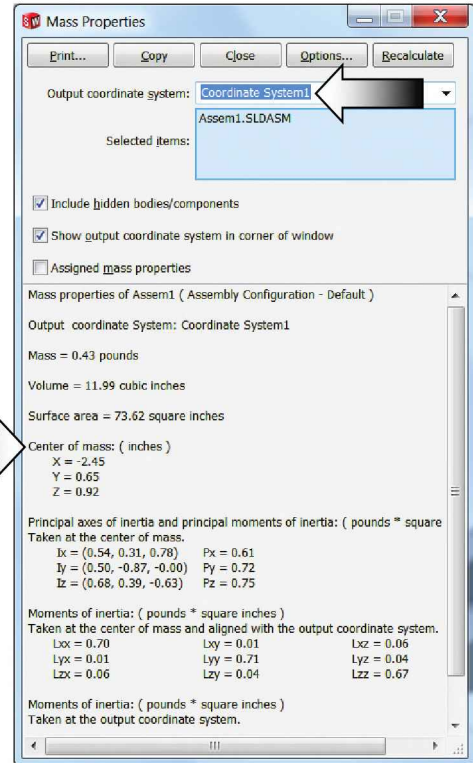 Mass Properties
Print... Copy Close Options... Recalculate
Output coordinate system: Coordinate System1
Selected items: Assem1.SLDASM
Include hidden bodies/components
Show output coordinate system in corner of window
Assigned mass properties
Mass properties of Assem1 ( Assembly Configuration - Default )
Output coordinate System: Coordinate System1
Mass = 0.43 pounds
Volume = 11.99 cubic inches
Surface area = 73.62 square inches
Center of mass: ( inches )
X = -2.45
Y = 0.65
Z = 0.92
Principal axes of inertia and principal moments of inertia: ( pounds * square
Taken at the center of mass.
Ix = (0.54, 0.31, 0.78) Px = 0.61
Iy = (0.50, -0.87, -0.00) Py = 0.72
Iz = (0.68, 0.39, -0.63) Pz = 0.75
Moments of inertia: ( pounds * square inches )
Taken at the center of mass and aligned with the output coordinate system.
Lxx = 0.70 Lxy = 0.01 Lxz = 0.06
Lyx = 0.01 Lyy = 0.71 Lyz = 0.04
Lzx = 0.06 Lzy = 0.04 Lzz = 0.67
Moments of inertia: ( pounds * square inches )
Taken at the output coordinate system.